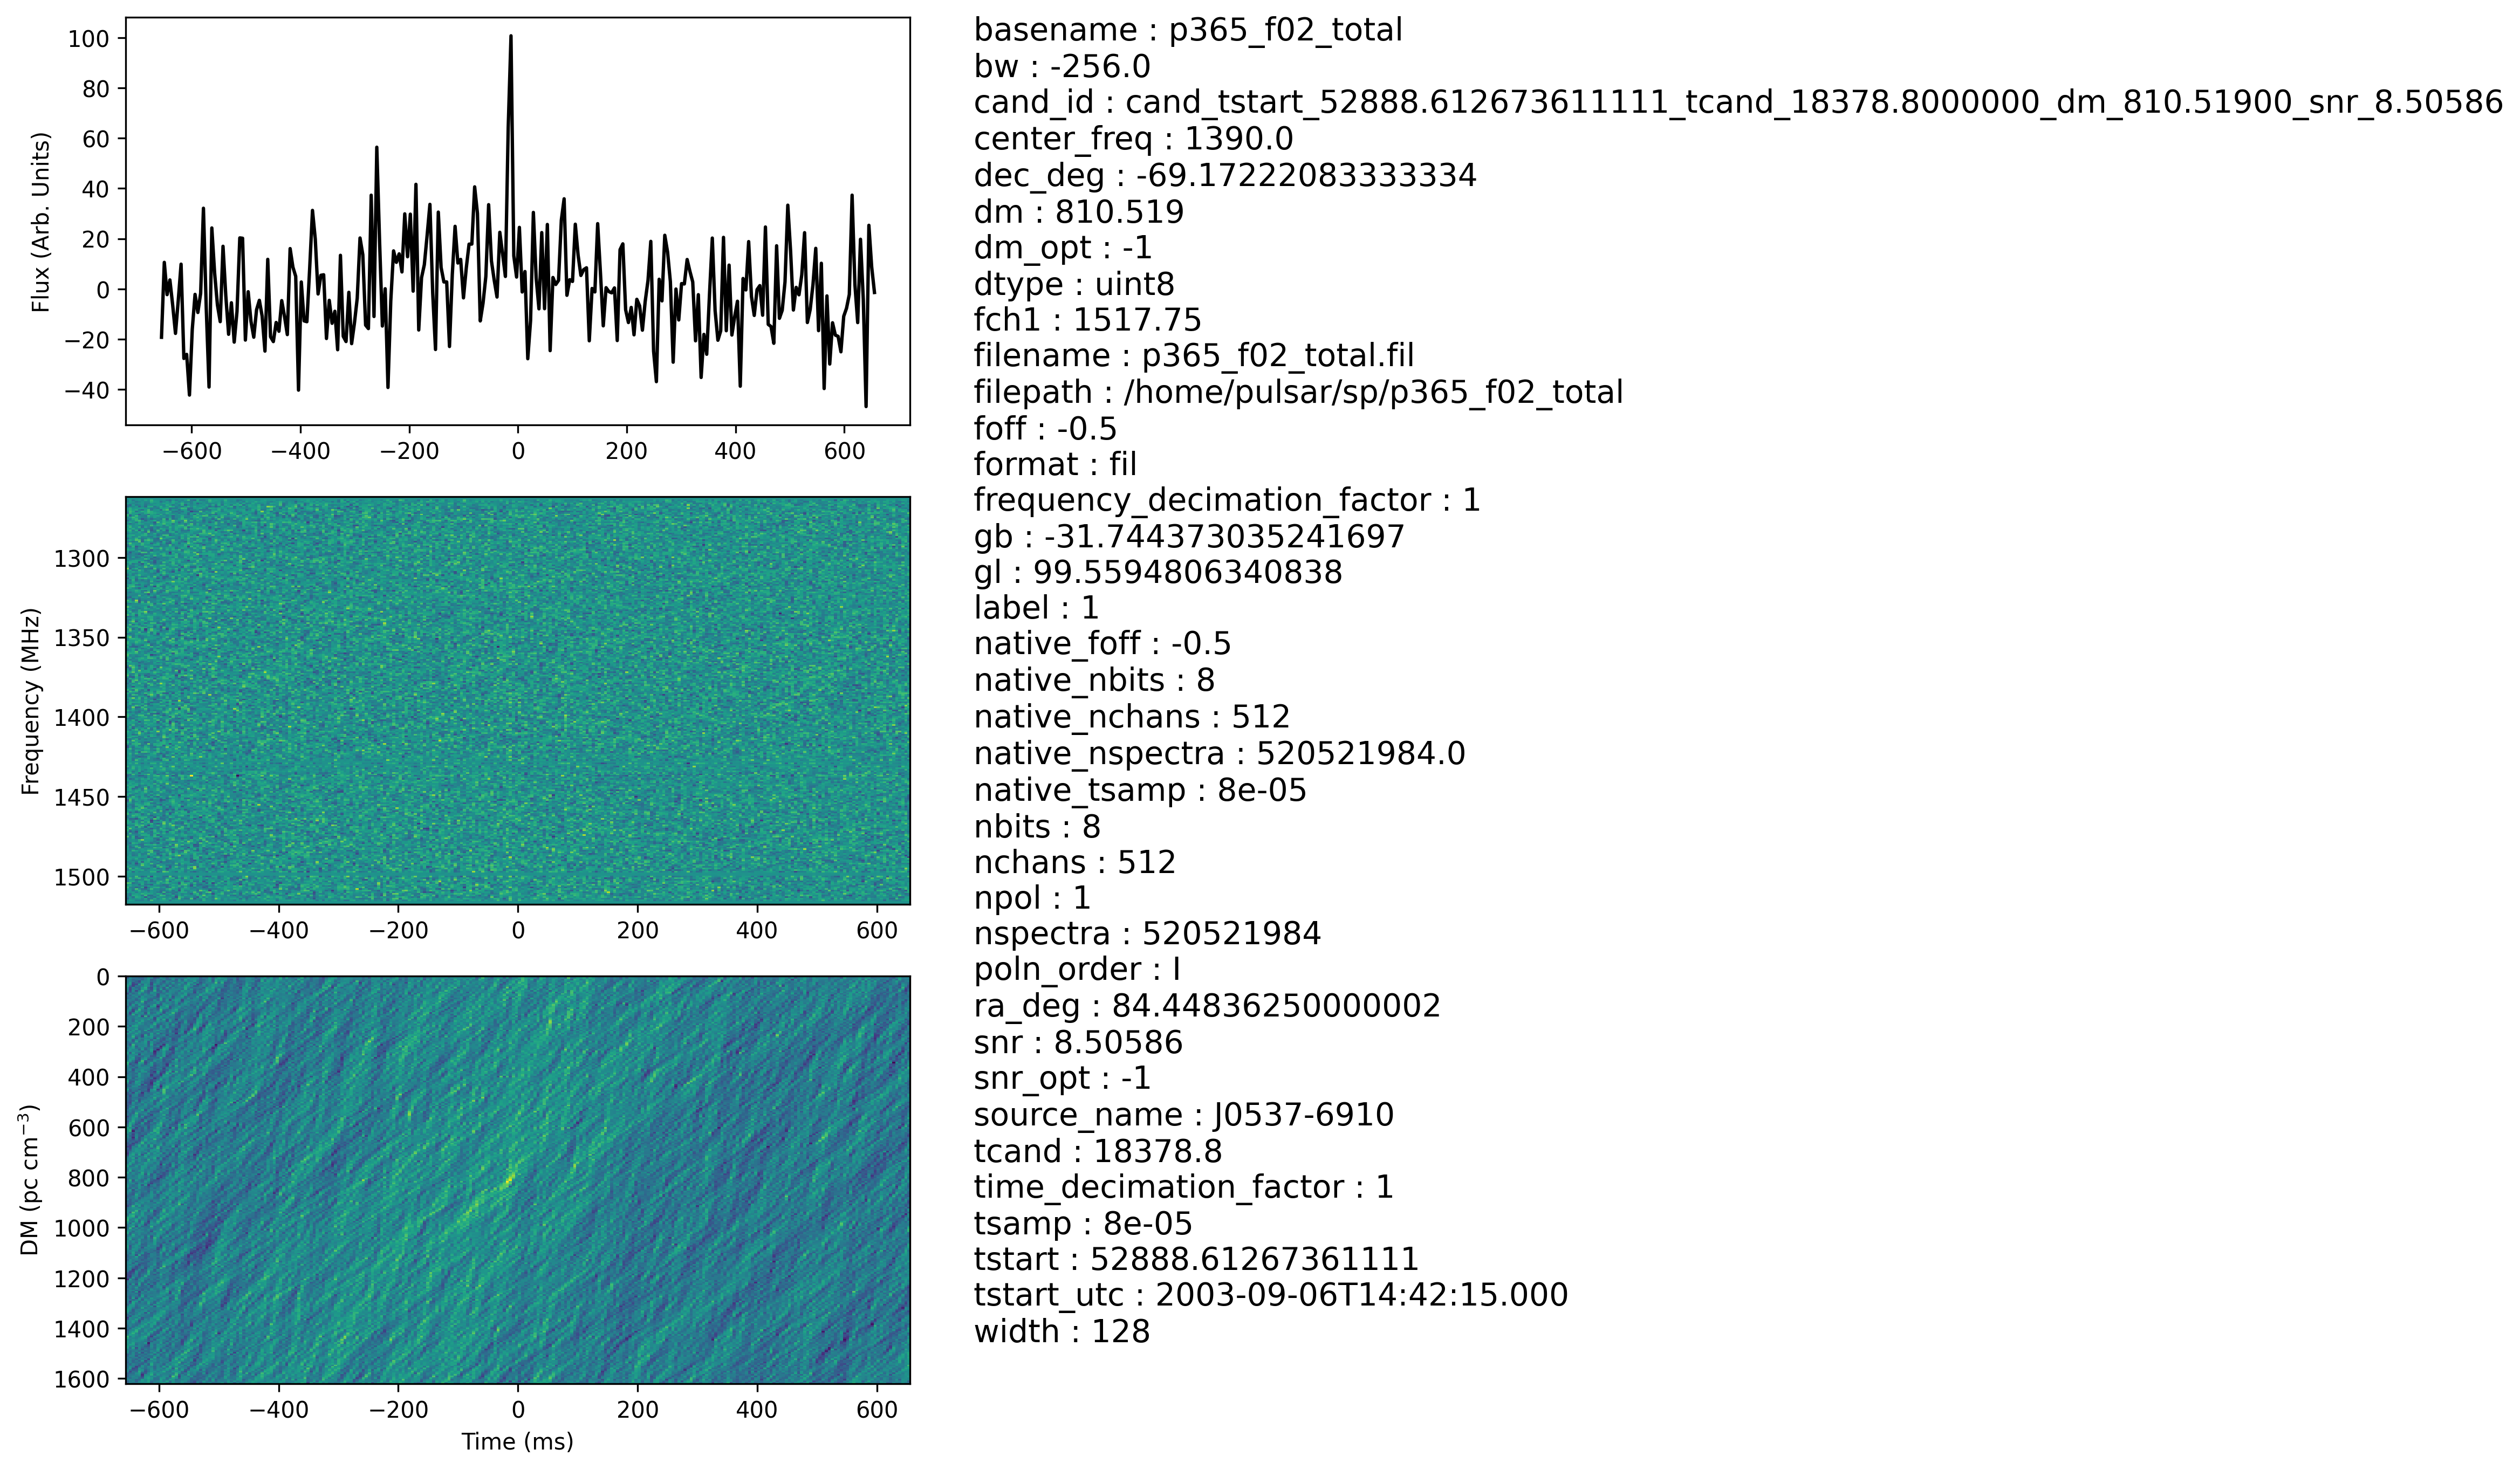 100
80
60
40
20
0
−20
−40
Flux (Arb. Units)
−600 −400 −200 0 200 400 600
1300
1350
1400
1450
1500
Frequency (MHz)
−600 −400 −200 0 200 400 600
0
200
400
600
800
1000
1200
1400
1600
DM (pc cm⁻³)
−600 −400 −200 0 200 400 600
Time (ms)
basename : p365_f02_total
bw : -256.0
cand_id : cand_tstart_52888.612673611111_tcand_18378.8000000_dm_810.51900_snr_8.50586
center_freq : 1390.0
dec_deg : -69.17222083333334
dm : 810.519
dm_opt : -1
dtype : uint8
fch1 : 1517.75
filename : p365_f02_total.fil
filepath : /home/pulsar/sp/p365_f02_total
foff : -0.5
format : fil
frequency_decimation_factor : 1
gb : -31.744373035241697
gl : 99.5594806340838
label : 1
native_foff : -0.5
native_nbits : 8
native_nchans : 512
native_nspectra : 520521984.0
native_tsamp : 8e-05
nbits : 8
nchans : 512
npol : 1
nspectra : 520521984
poln_order : I
ra_deg : 84.44836250000002
snr : 8.50586
snr_opt : -1
source_name : J0537-6910
tcand : 18378.8
time_decimation_factor : 1
tsamp : 8e-05
tstart : 52888.61267361111
tstart_utc : 2003-09-06T14:42:15.000
width : 128